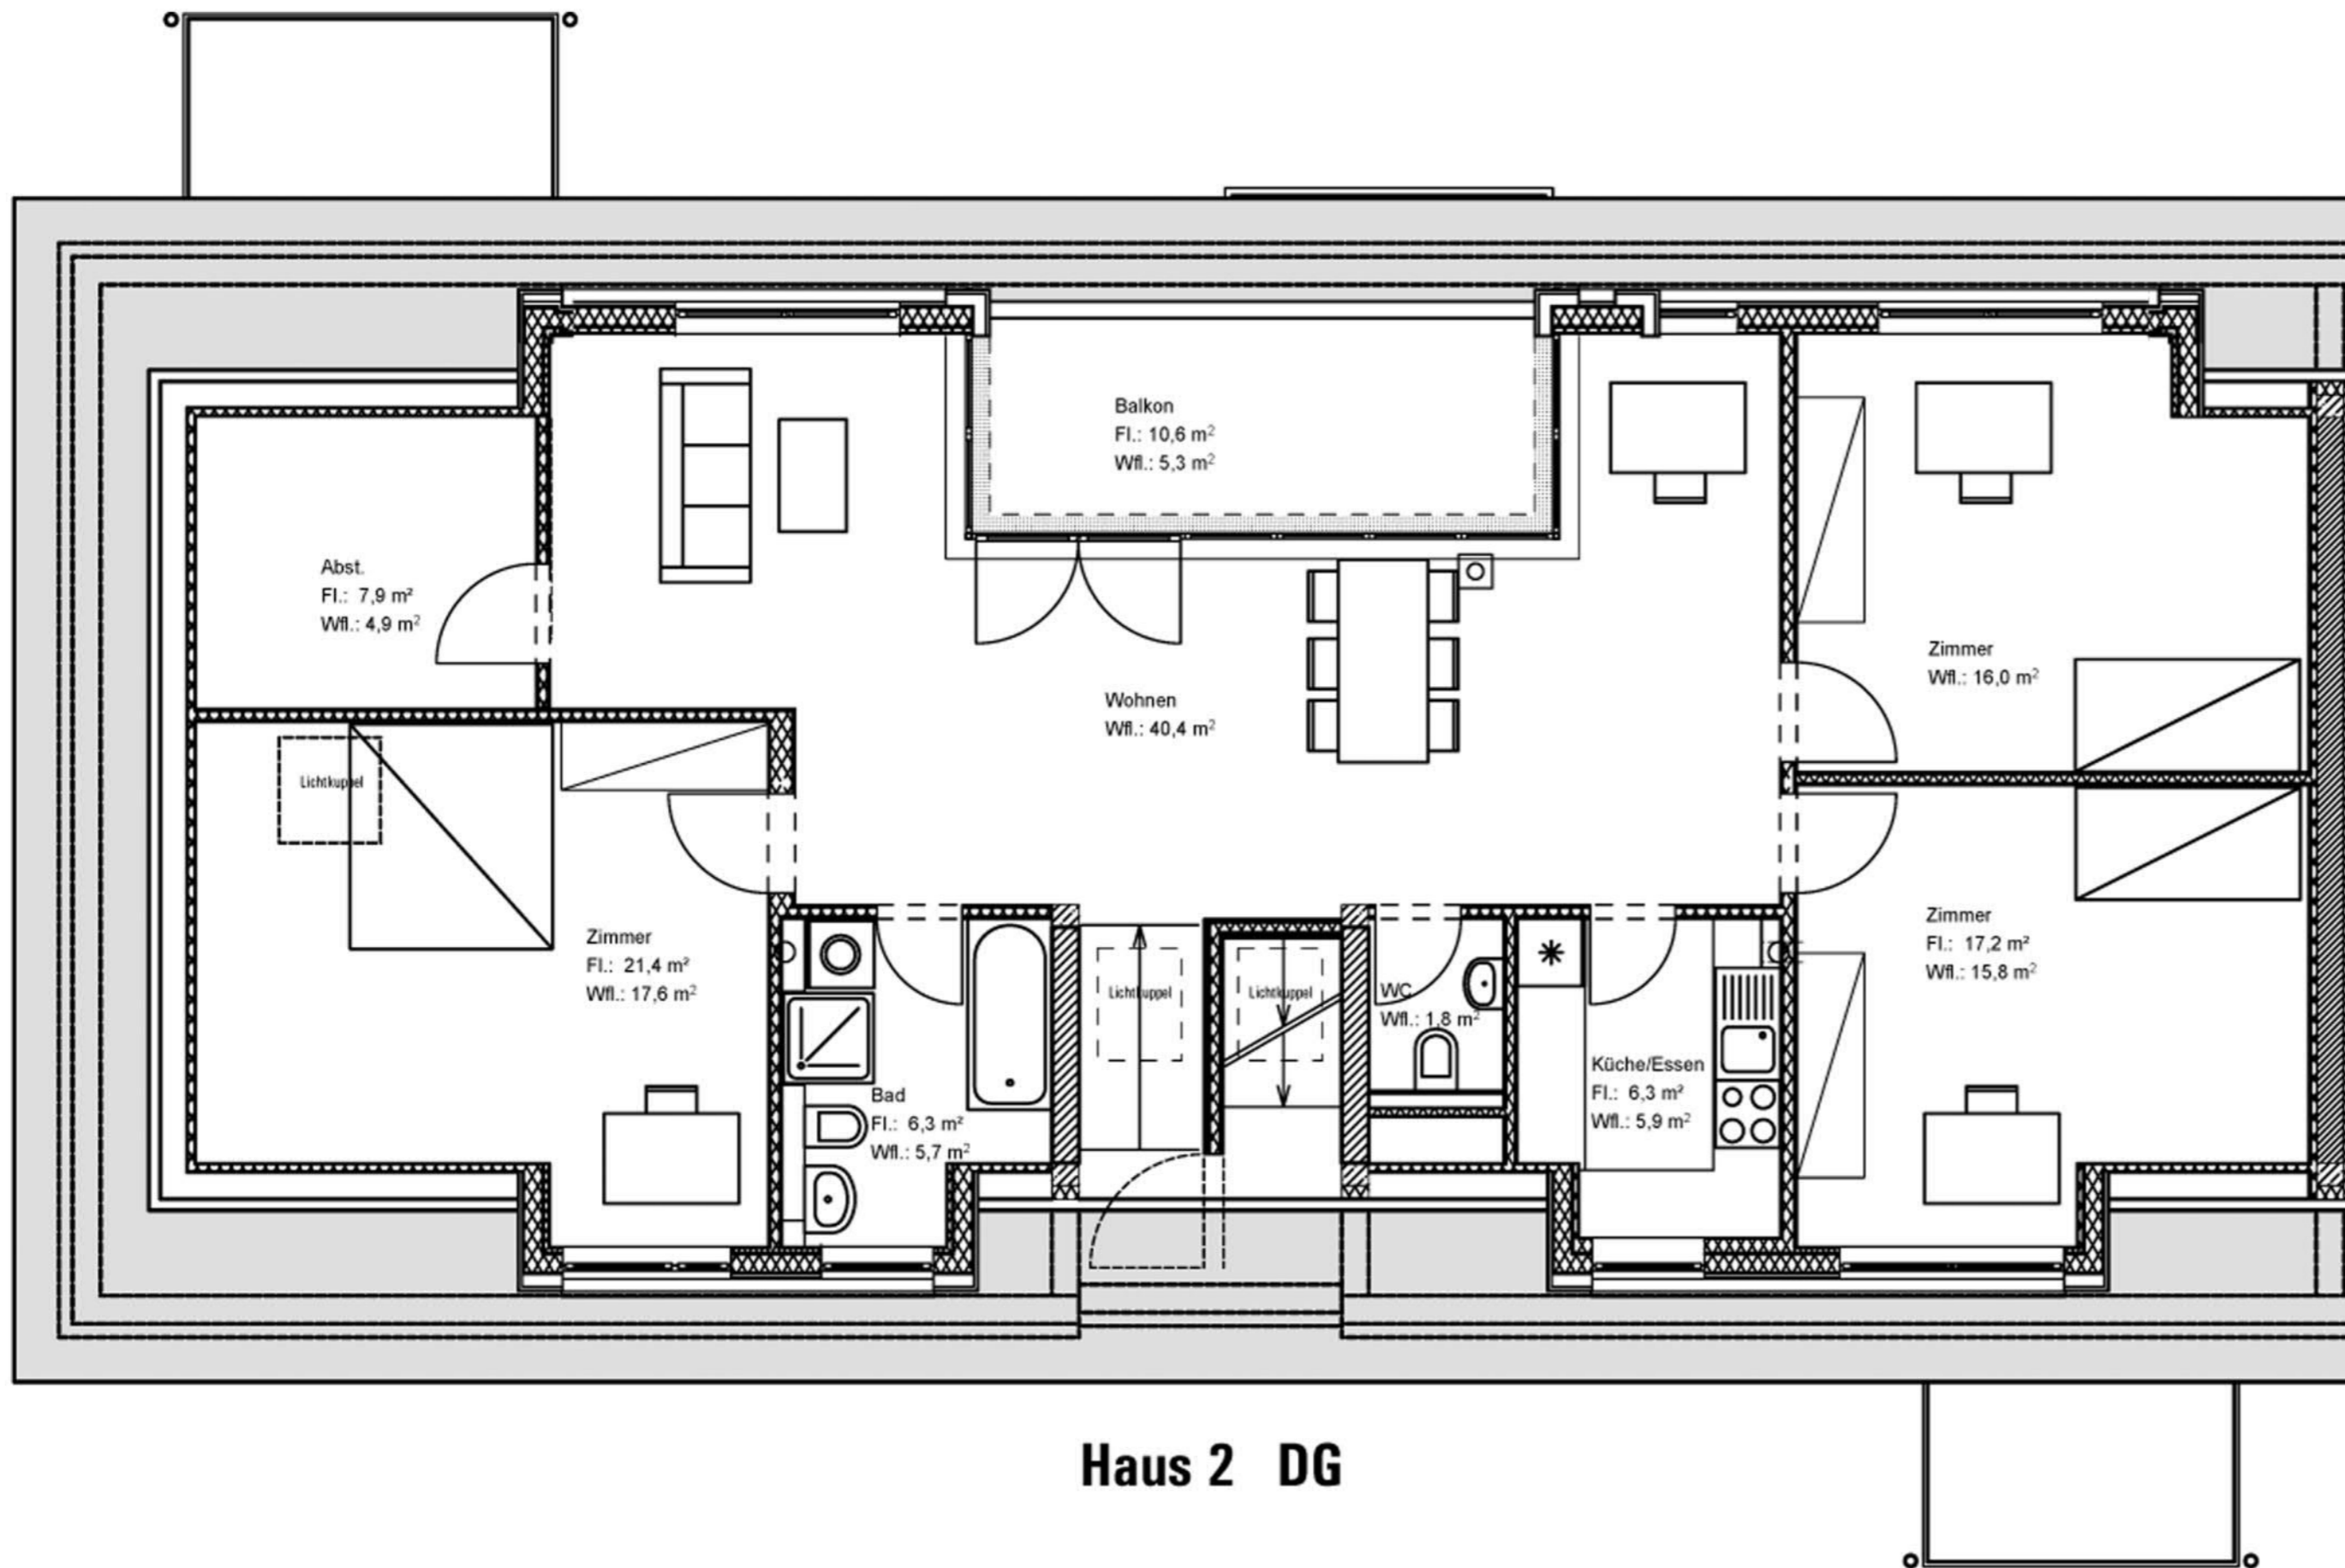 Balkon
Fl.: 10,6 m²
Wfl.: 5,3 m²
Abst.
Fl.: 7,9 m²
Wfl.: 4,9 m²
Wohnen
Wfl.: 40,4 m²
Zimmer
Wfl.: 16,0 m²
Lichtkuppel
Zimmer
Fl.: 21,4 m²
Wfl.: 17,6 m²
Bad
Fl.: 6,3 m²
Wfl.: 5,7 m²
Lichtkuppel
Lichtkuppel
WC
Wfl.: 1,8 m²
Küche/Essen
Fl.: 6,3 m²
Wfl.: 5,9 m²
Zimmer
Fl.: 17,2 m²
Wfl.: 15,8 m²
Haus 2 DG